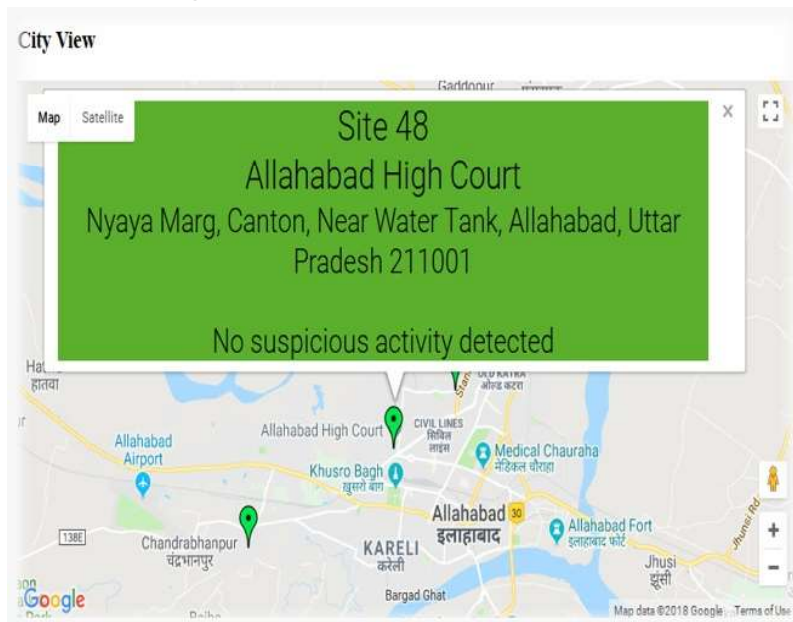 City View
Gaddopur
Map Satellite
X
Site 48
Allahabad High Court
Nyaya Marg, Canton, Near Water Tank, Allahabad, Uttar
Pradesh 211001
No suspicious activity detected
हातवा
OLD KATRA
ओल्ड कटरा
Allahabad High Court
CIVIL LINES
सिविल
लाइंस
Allahabad
Airport
Medical Chauraha
मेडिकल चौराहा
Khusro Bagh
खुसरो बाग
138E
Chandrabhanpur
चंद्रभानपुर
Allahabad 30
इलाहाबाद
Allahabad Fort
इलाहाबाद फोर्ट
KARELI
करेली
Jhusi Rd
Jhusi
झूंसी
+
−
Bargad Ghat
Google
Map data ©2018 Google Terms of Use